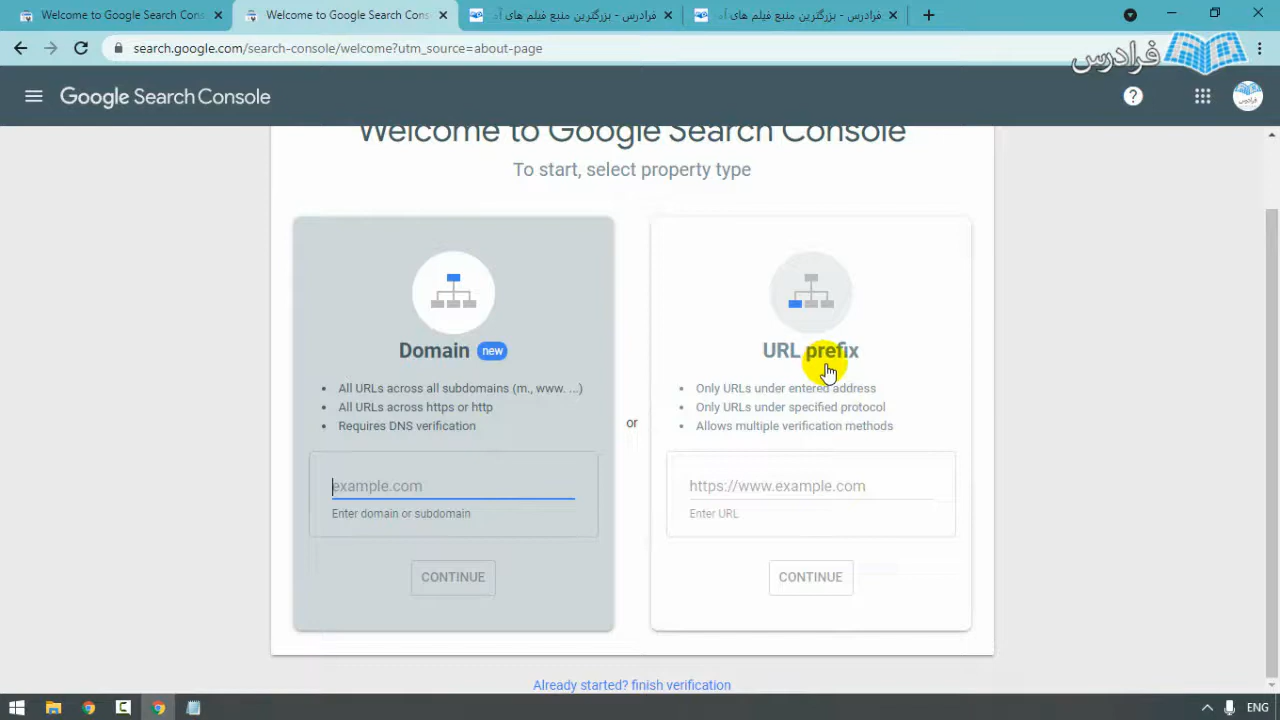 Welcome to Google Search Cons
Welcome to Google Search Cons
فرادرس - بزرگترین منبع فیلم های آم
فرادرس - بزرگترین منبع فیلم های آم
search.google.com/search-console/welcome?utm_source=about-page
فرادرس
Google Search Console
فرادرس
Welcome to Google Search Console
To start, select property type
Domain new
All URLs across all subdomains (m., www. ...)
All URLs across https or http
Requires DNS verification
example.com
Enter domain or subdomain
CONTINUE
or
URL prefix
Only URLs under entered address
Only URLs under specified protocol
Allows multiple verification methods
https://www.example.com
Enter URL
CONTINUE
Already started? finish verification
ENG